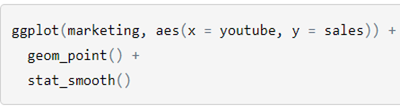 ggplot(marketing, aes(x = youtube, y = sales)) +
  geom_point() +
  stat_smooth()